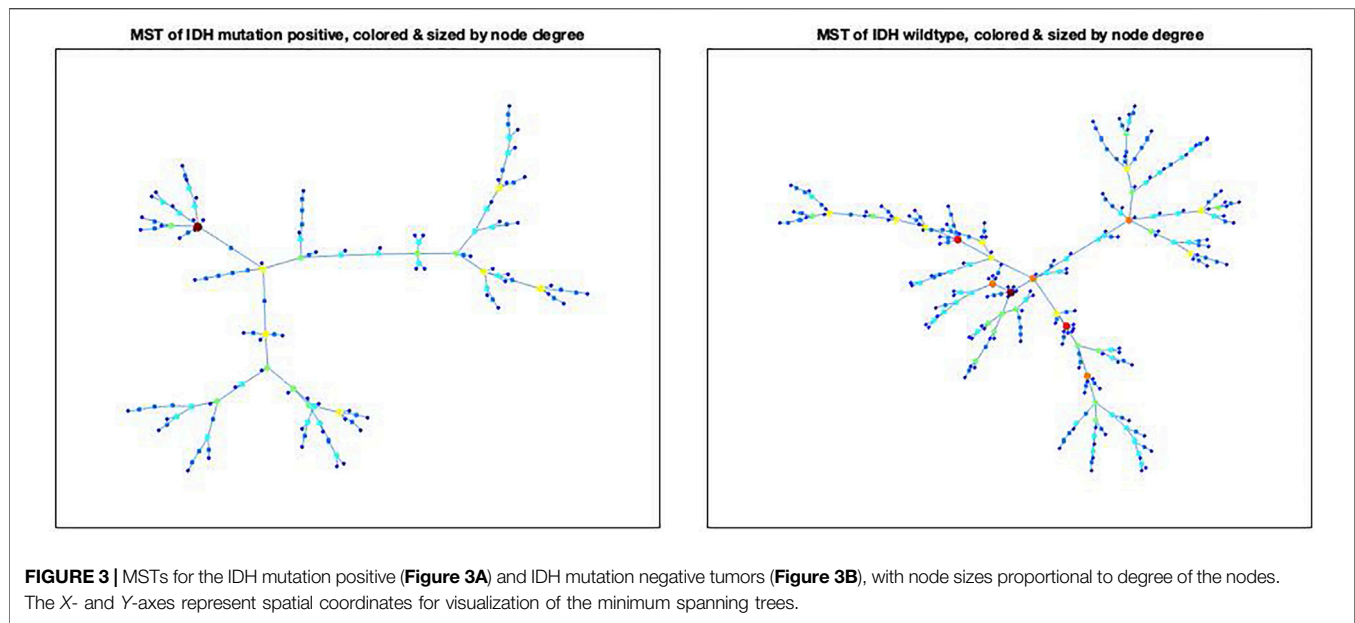 MST of IDH mutation positive, colored & sized by node degree
MST of IDH wildtype, colored & sized by node degree
FIGURE 3 | MSTs for the IDH mutation positive (Figure 3A) and IDH mutation negative tumors (Figure 3B), with node sizes proportional to degree of the nodes.
The X- and Y-axes represent spatial coordinates for visualization of the minimum spanning trees.